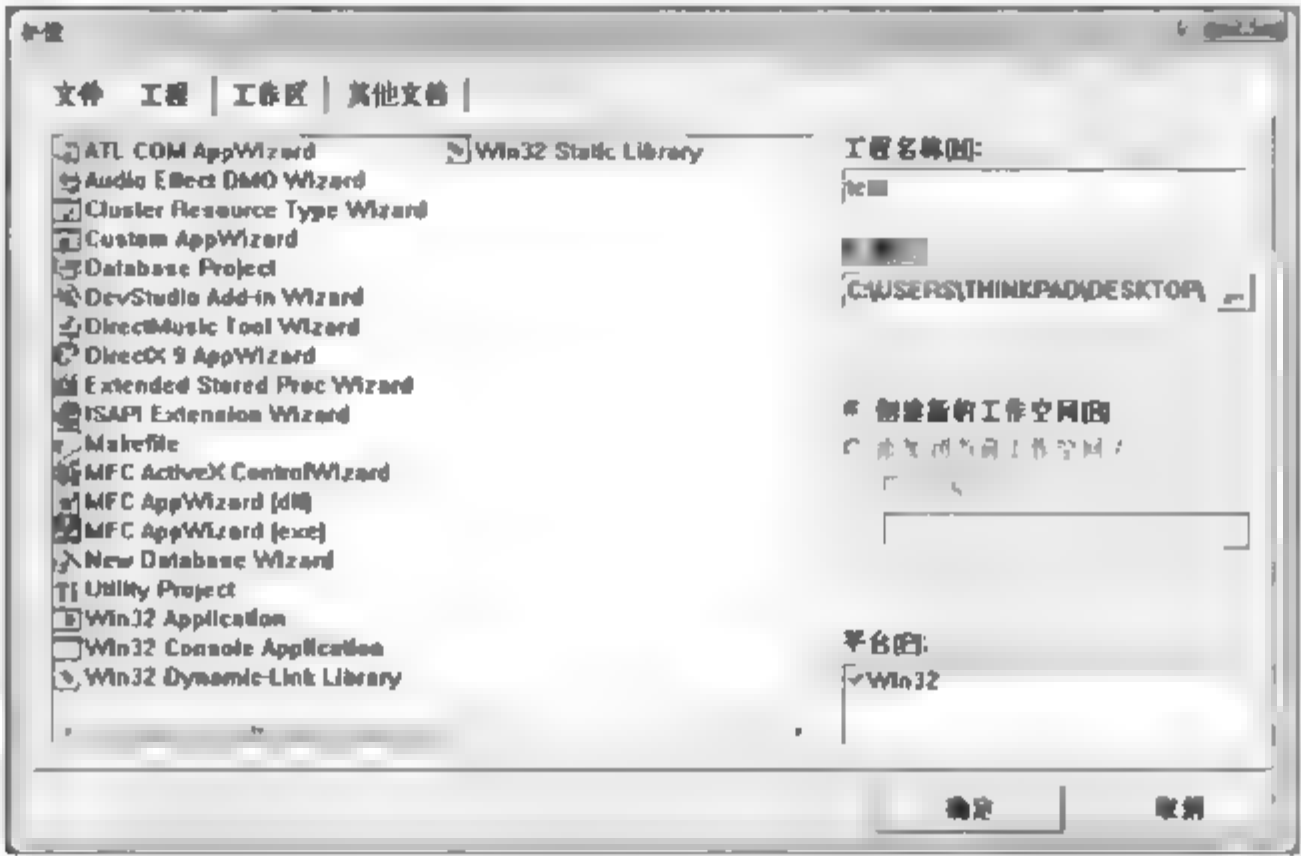 新建
文件 工程 工作区 其他文档
ATL COM AppWizard
Audio Effect DMO Wizard
Cluster Resource Type Wizard
Custom AppWizard
Database Project
DevStudio Add-in Wizard
DirectMusic Tool Wizard
DirectX 9 AppWizard
Extended Stored Proc Wizard
ISAPI Extension Wizard
Makefile
MFC ActiveX ControlWizard
MFC AppWizard (dll)
MFC AppWizard (exe)
New Database Wizard
Utility Project
Win32 Application
Win32 Console Application
Win32 Dynamic-Link Library
Win32 Static Library
工程名称(N):
C:\USERS\THINKPAD\DESKTOP\
创建新的工作空间(R)
平台(P):
Win32
确定 取消